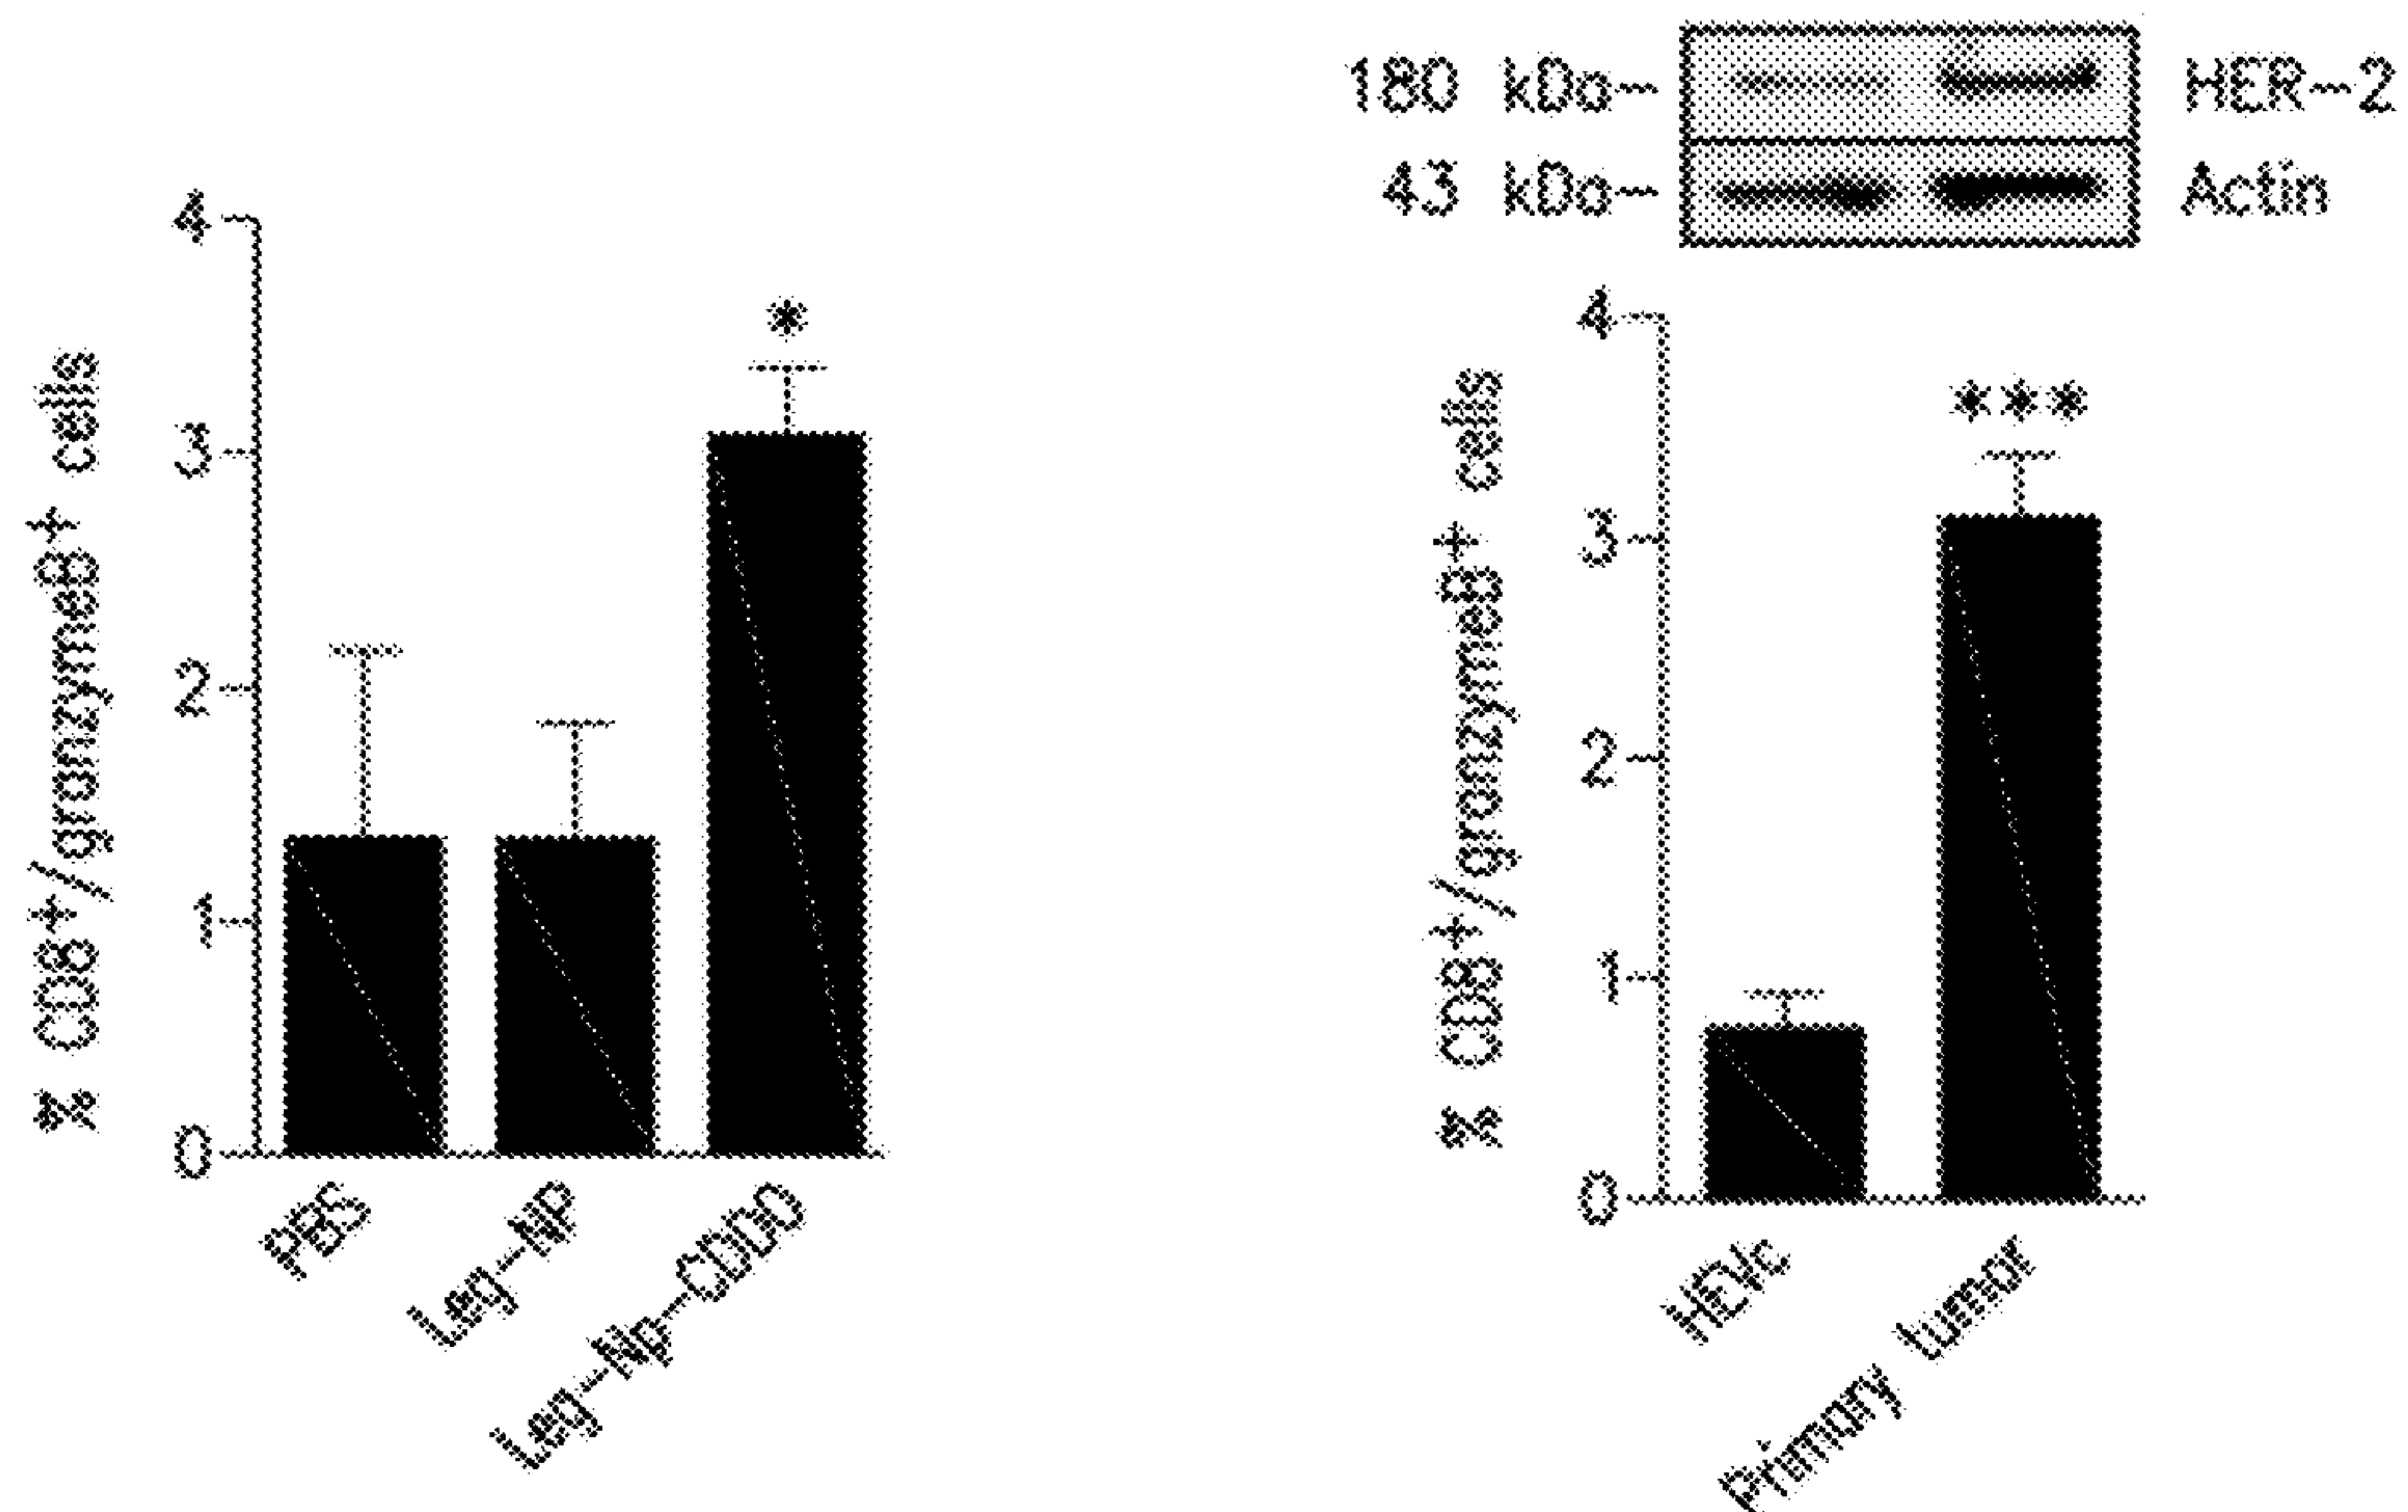 180 kDa
HER-2
43 kDa
Actin
% CD8+/granzymeB+ cells
4
3
2
1
0
*
PBS
Leg-NP
Leg-Np-CDDO
% CD8+/granzymeB+ cells
4
3
2
1
0
***
Primary tumor